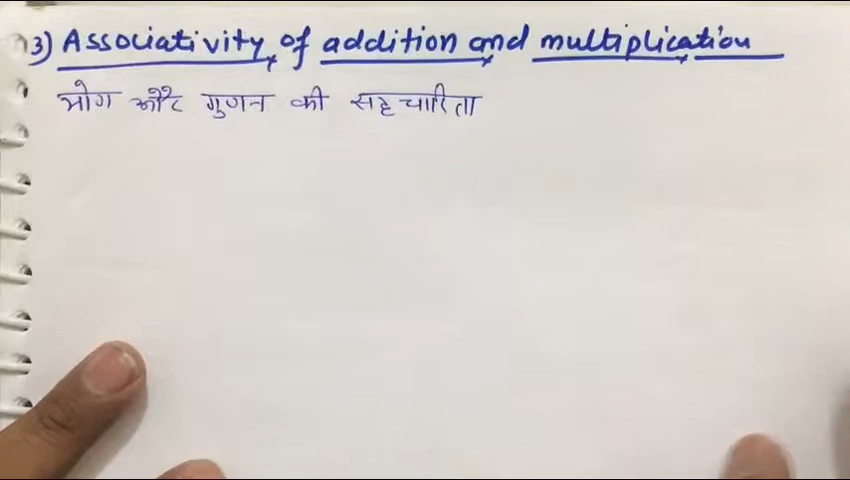 3) Associativity of addition and multiplication
योग और गुणन की सहचारिता